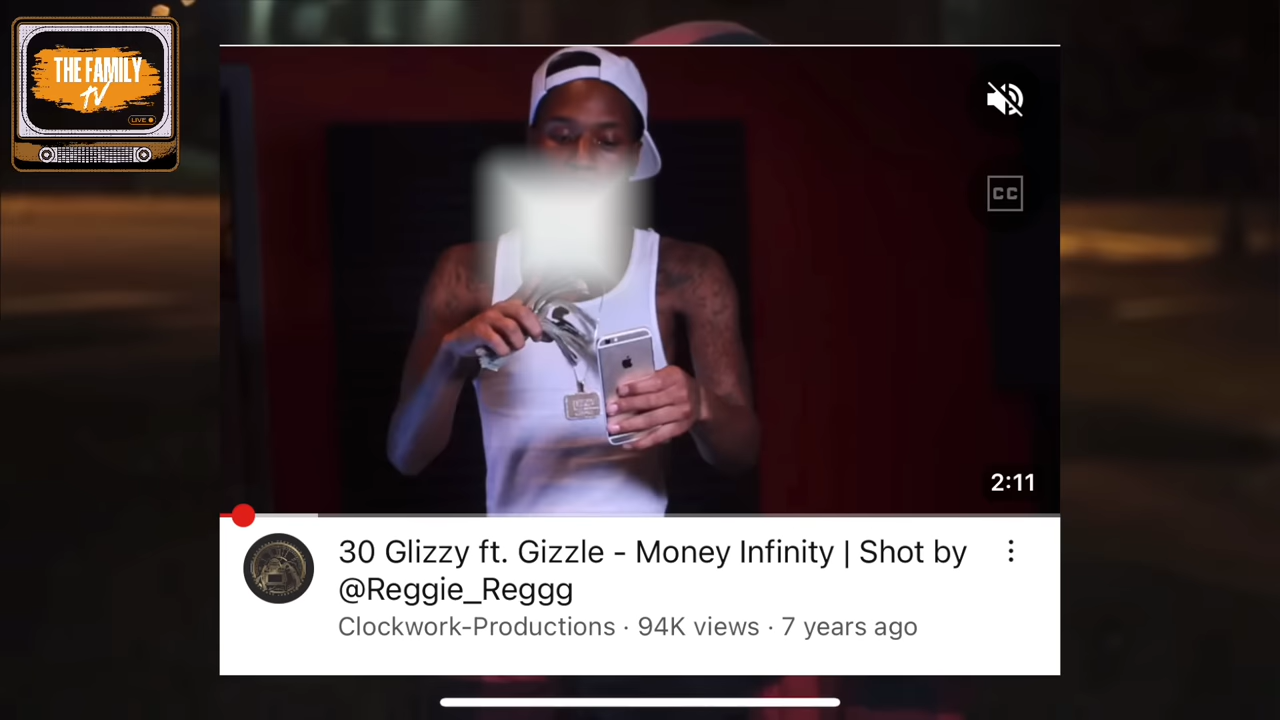 THE FAMILY
TV
LIVE
CC
2:11
30 Glizzy ft. Gizzle - Money Infinity | Shot by
@Reggie_Reggg
Clockwork-Productions · 94K views · 7 years ago